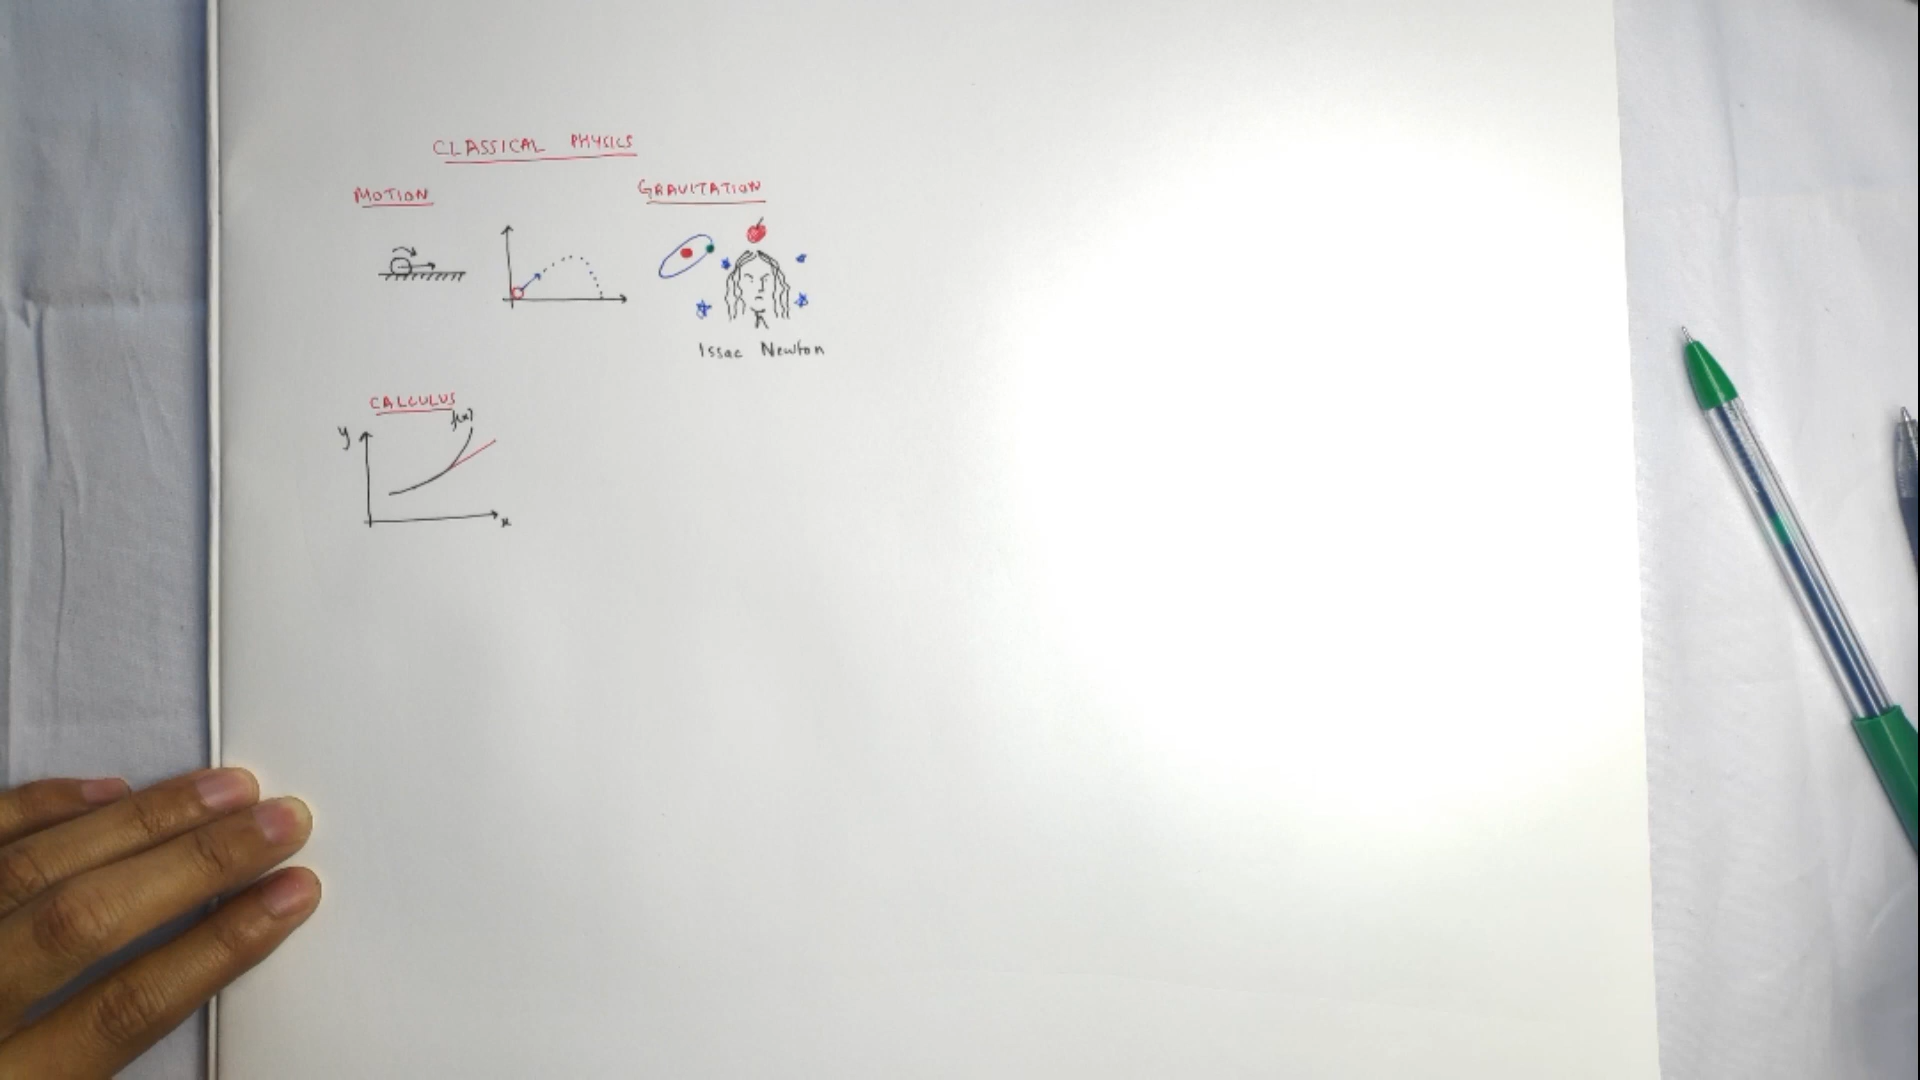 CLASSICAL PHYSICS
MOTION
GRAVITATION
Issac Newton
CALCULUS
f(x)
y
x